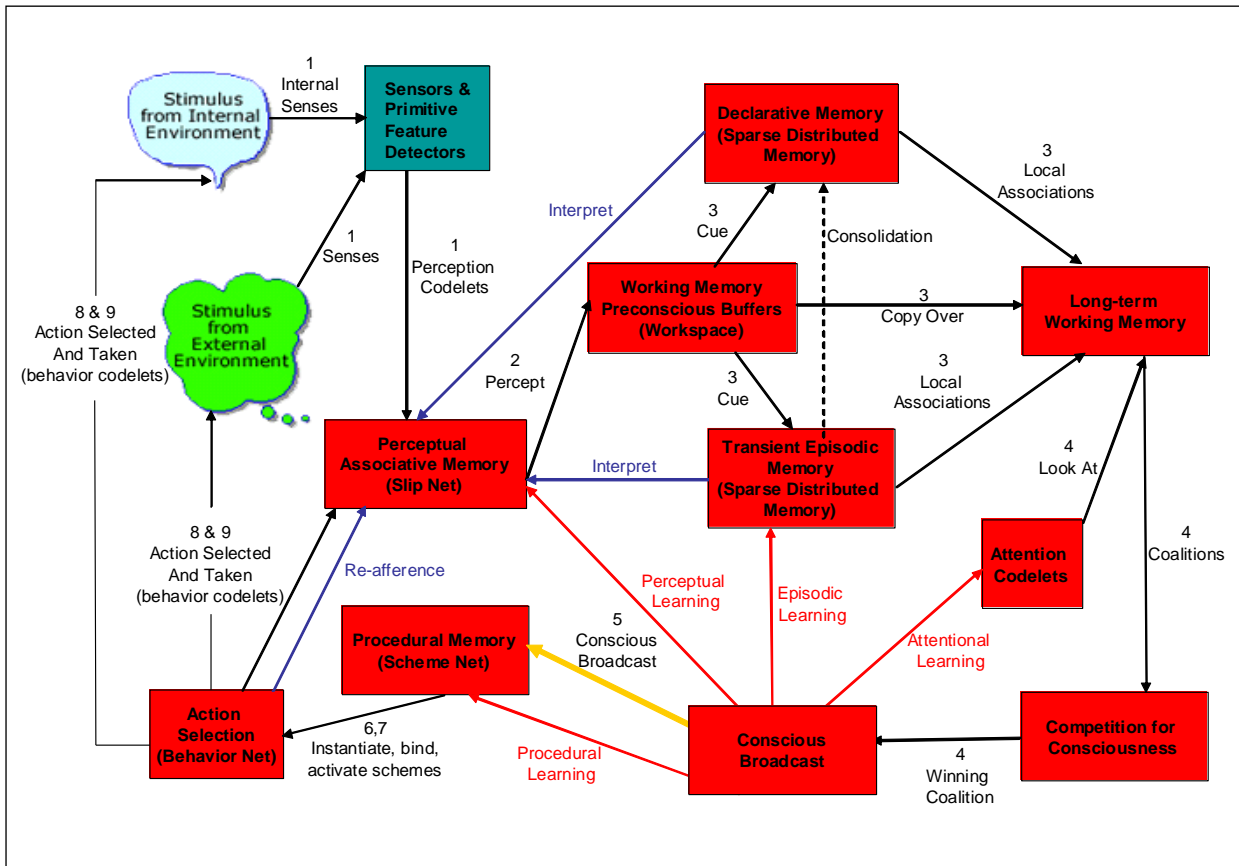 1
Internal
Senses
Stimulus
from Internal
Environment
Sensors &
Primitive
Feature
Detectors
Declarative Memory
(Sparse Distributed
Memory)
3
Local
Associations
Interpret
3
Cue
Consolidation
1
Senses
1
Perception
Codelets
Working Memory
Preconscious Buffers
(Workspace)
3
Copy Over
Long-term
Working Memory
8 & 9
Action Selected
And Taken
(behavior codelets)
Stimulus
from
External
Environment
2
Percept
3
Cue
3
Local
Associations
Perceptual
Associative Memory
(Slip Net)
Interpret
Transient Episodic
Memory
(Sparse Distributed
Memory)
4
Look At
8 & 9
Action Selected
And Taken
(behavior codelets)
Re-afference
Perceptual
Learning
Episodic
Learning
Attention
Codelets
4
Coalitions
Procedural Memory
(Scheme Net)
5
Conscious
Broadcast
Attentional
Learning
Action
Selection
(Behavior Net)
6,7
Instantiate, bind,
activate schemes
Procedural
Learning
Conscious
Broadcast
4
Winning
Coalition
Competition for
Consciousness